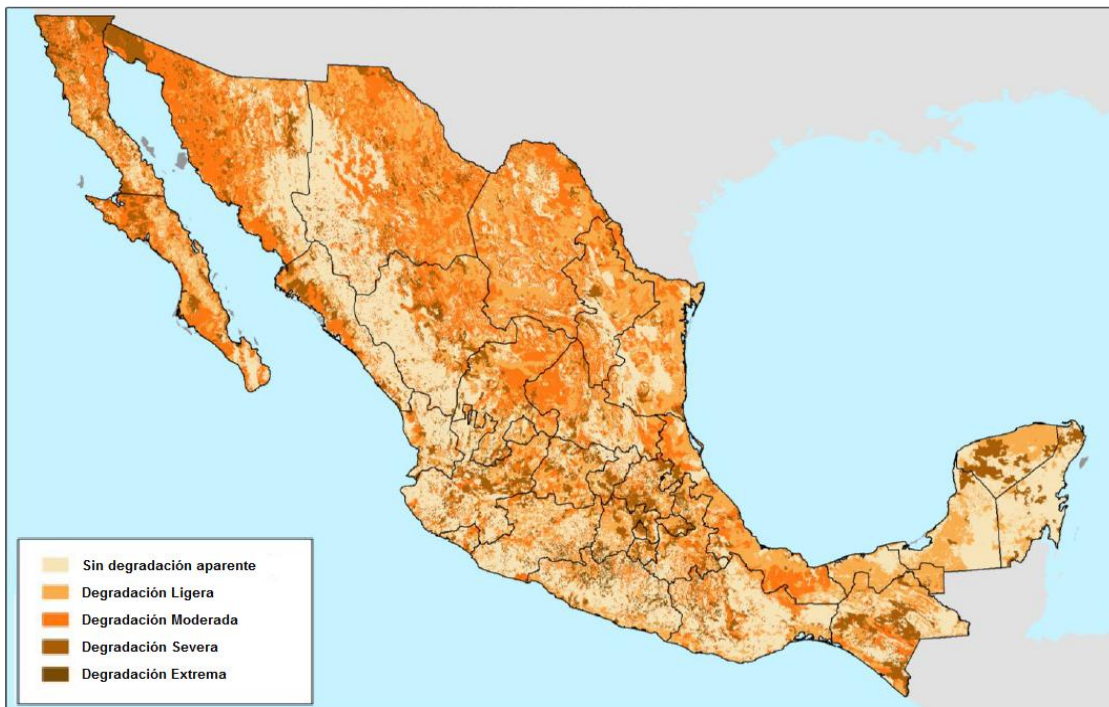 Sin degradación aparente
Degradación Ligera
Degradación Moderada
Degradación Severa
Degradación Extrema